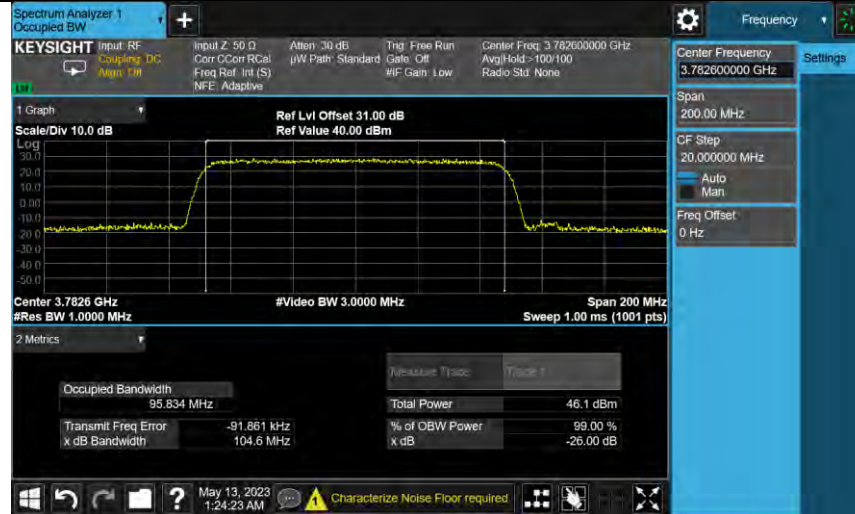 Spectrum Analyzer 1
Occupied BW
Frequency
KEYSIGHT
Input: RF
Coupling: DC
Align: Off
Input Z: 50 Ω
Corr CCorr RCal
Freq Ref: Int (S)
NFE: Adaptive
Atten: 30 dB
µW Path: Standard
Trig: Free Run
Gate: Off
#IF Gain: Low
Center Freq: 3.782600000 GHz
Avg|Hold:>100/100
Radio Std: None
Center Frequency
3.782600000 GHz
Settings
Span
200.00 MHz
CF Step
20.000000 MHz
Auto
Man
Freq Offset
0 Hz
1 Graph
Scale/Div 10.0 dB
Ref Lvl Offset 31.00 dB
Ref Value 40.00 dBm
Log
30.0
20.0
10.0
0.00
-10.0
-20.0
-30.0
-40.0
-50.0
Center 3.7826 GHz
#Video BW 3.0000 MHz
Span 200 MHz
#Res BW 1.0000 MHz
Sweep 1.00 ms (1001 pts)
2 Metrics
Measure Trace
Trace 1
Occupied Bandwidth
95.834 MHz
Total Power
46.1 dBm
Transmit Freq Error
-91.861 kHz
% of OBW Power
99.00 %
x dB Bandwidth
104.6 MHz
x dB
-26.00 dB
May 13, 2023
1:24:23 AM
Characterize Noise Floor required